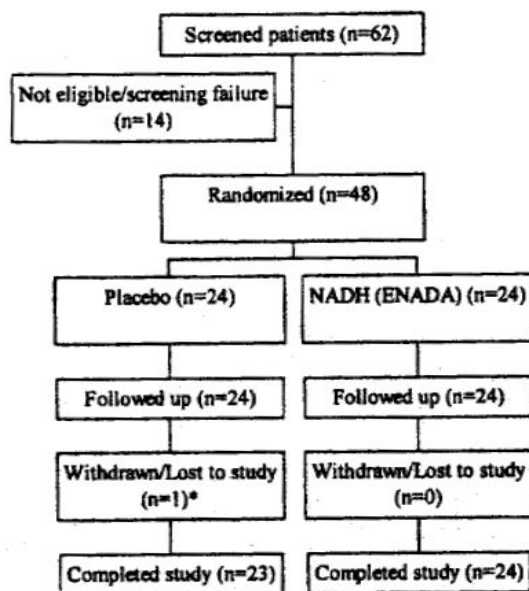 Screened patients (n=62)
Not eligible/screening failure
(n=14)
Randomized (n=48)
Placebo (n=24)
NADH (ENADA) (n=24)
Followed up (n=24)
Followed up (n=24)
Withdrawn/Lost to study
(n=1)*
Withdrawn/Lost to study
(n=0)
Completed study (n=23)
Completed study (n=24)